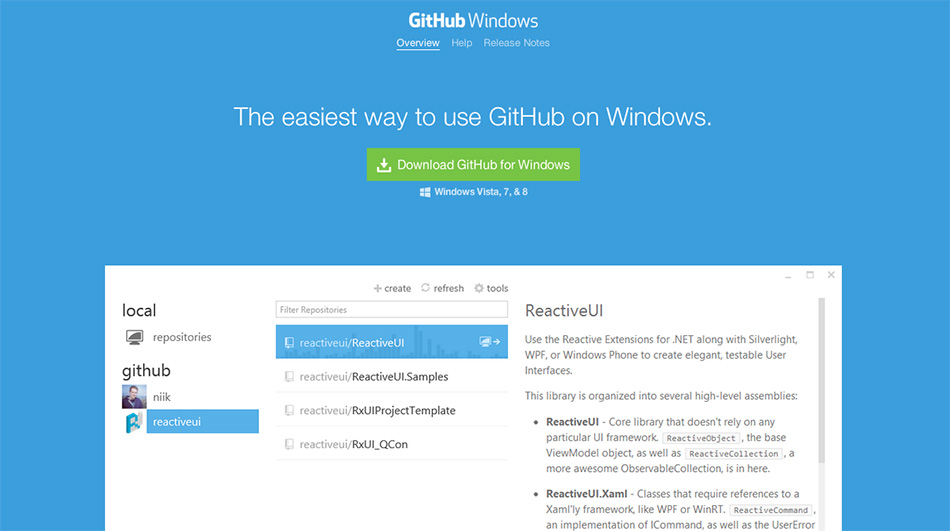 GitHub Windows
Overview Help Release Notes
The easiest way to use GitHub on Windows.
Download GitHub for Windows
Windows Vista, 7, & 8
create refresh tools
local
repositories
github
niik
reactiveui
Filter Repositories
reactiveui/ReactiveUI
reactiveui/ReactiveUI.Samples
reactiveui/RxUIProjectTemplate
reactiveui/RxUI_QCon
ReactiveUI
Use the Reactive Extensions for .NET along with Silverlight,
WPF, or Windows Phone to create elegant, testable User
Interfaces.
This library is organized into several high-level assemblies:
• ReactiveUI - Core library that doesn't rely on any
particular UI framework. ReactiveObject , the base
ViewModel object, as well as ReactiveCollection , a
more awesome ObservableCollection, is in here.
• ReactiveUI.Xaml - Classes that require references to a
Xaml'ly framework, like WPF or WinRT. ReactiveCommand ,
an implementation of ICommand, as well as the UserError